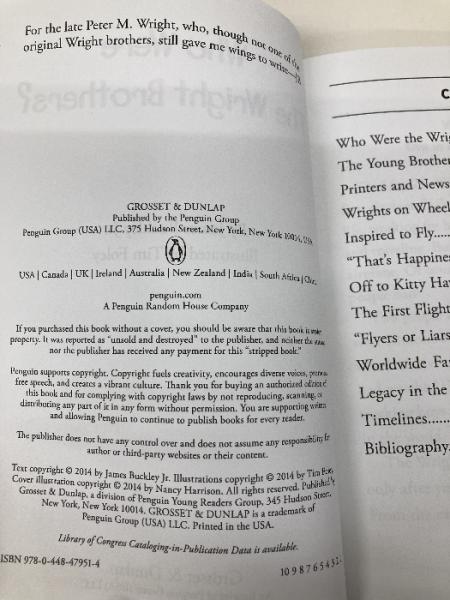 For the late Peter M. Wright, who, though not one of the
original Wright brothers, still gave me wings to write—JB
GROSSET & DUNLAP
Published by the Penguin Group
Penguin Group (USA) LLC, 375 Hudson Street, New York, New York 10014, USA
USA | Canada | UK | Ireland | Australia | New Zealand | India | South Africa | China
penguin.com
A Penguin Random House Company
If you purchased this book without a cover, you should be aware that this book is stolen
property. It was reported as "unsold and destroyed" to the publisher, and neither the author
nor the publisher has received any payment for this "stripped book."
Penguin supports copyright. Copyright fuels creativity, encourages diverse voices, promotes
free speech, and creates a vibrant culture. Thank you for buying an authorized edition of
this book and for complying with copyright laws by not reproducing, scanning, or
distributing any part of it in any form without permission. You are supporting writers
and allowing Penguin to continue to publish books for every reader.
The publisher does not have any control over and does not assume any responsibility for
author or third-party websites or their content.
Text copyright © 2014 by James Buckley Jr. Illustrations copyright © 2014 by Tim Foley.
Cover illustration copyright © 2014 by Nancy Harrison. All rights reserved. Published by
Grosset & Dunlap, a division of Penguin Young Readers Group, 345 Hudson Street,
New York, New York 10014. GROSSET & DUNLAP is a trademark of
Penguin Group (USA) LLC. Printed in the USA.
Library of Congress Cataloging-in-Publication Data is available.
ISBN 978-0-448-47951-4
10 9 8 7 6 5 4 3 2
C
Who Were the Wrig
The Young Brother
Printers and News
Wrights on Wheel
Inspired to Fly.....
"That's Happines
Off to Kitty Haw
The First Flight
"Flyers or Liars
Worldwide Fa
Legacy in the
Timelines......
Bibliography.